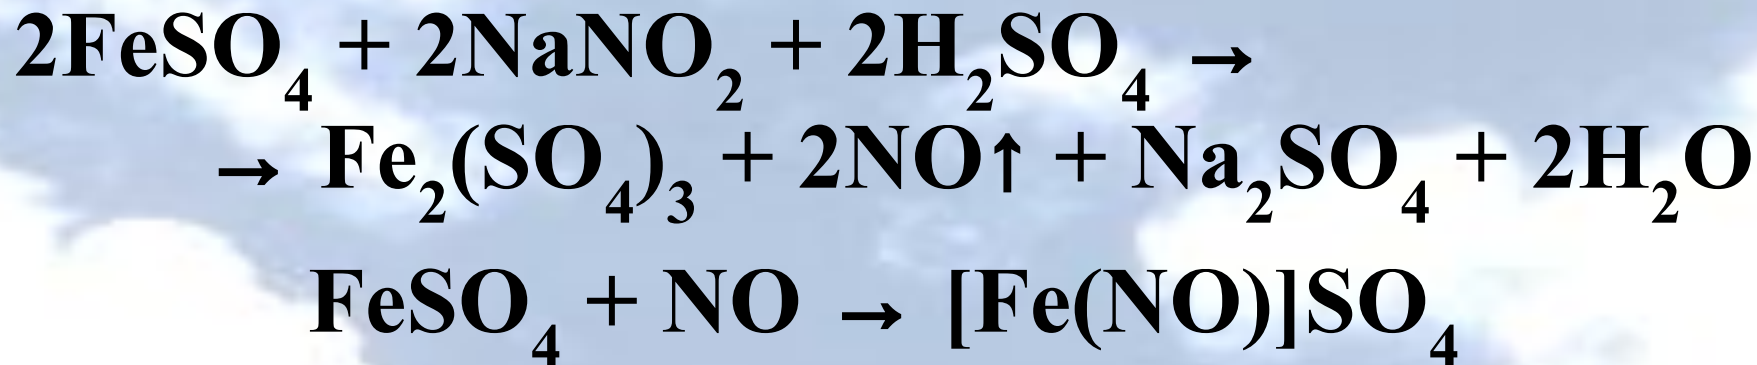 2FeSO₄ + 2NaNO₂ + 2H₂SO₄ →
→ Fe₂(SO₄)₃ + 2NO↑ + Na₂SO₄ + 2H₂O
FeSO₄ + NO → [Fe(NO)]SO₄